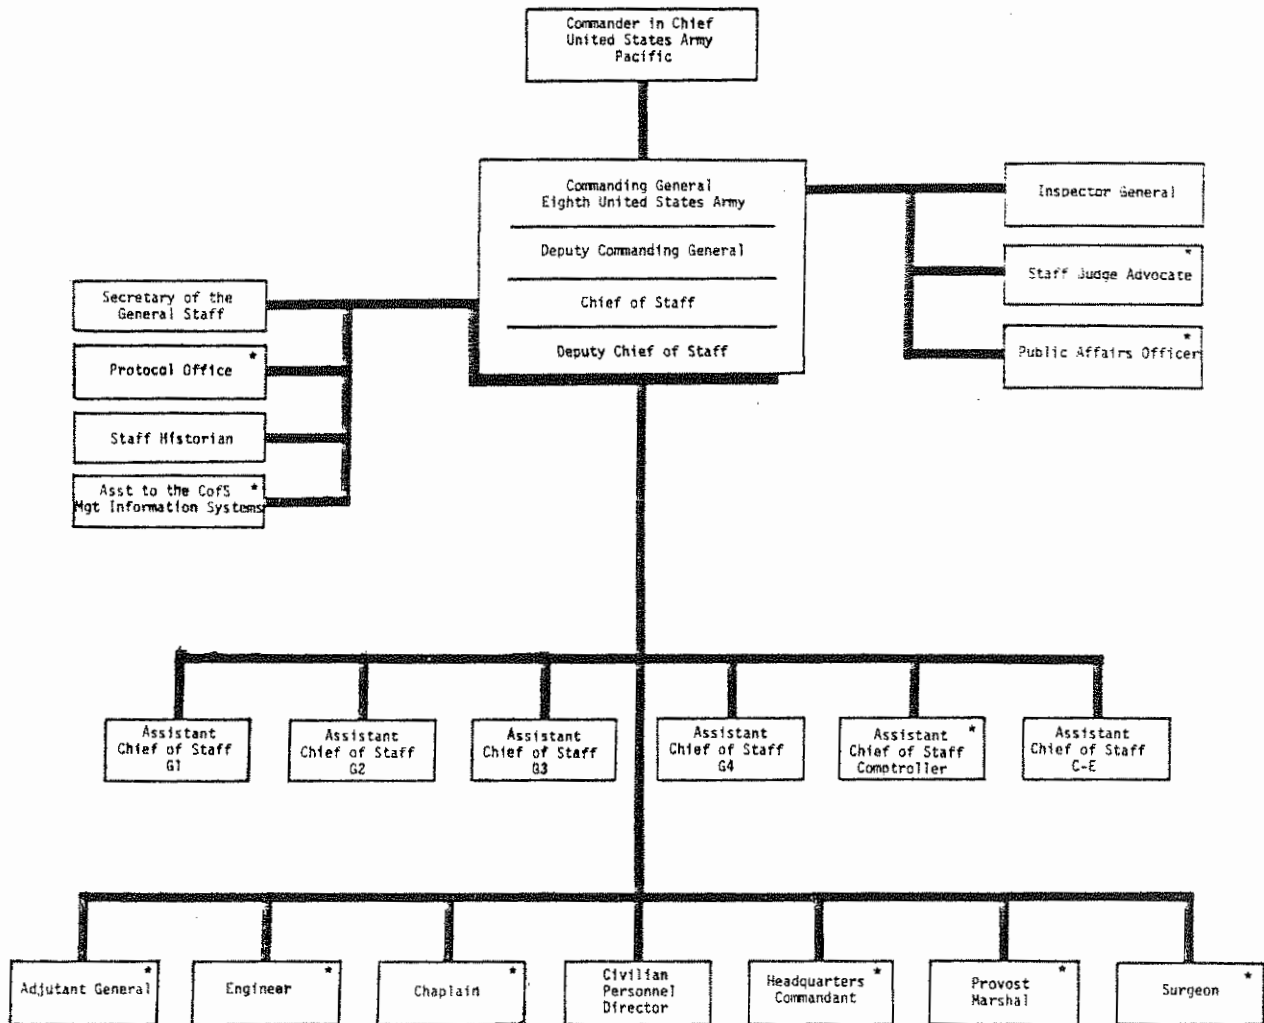 Commander in Chief
United States Army
Pacific
Commanding General
Eighth United States Army
Deputy Commanding General
Chief of Staff
Deputy Chief of Staff
Inspector General
*
Staff Judge Advocate
*
Public Affairs Officer
Secretary of the
General Staff
*
Protocol Office
Staff Historian
Asst to the CofS *
Mgt Information Systems
Assistant
Chief of Staff
G1
Assistant
Chief of Staff
G2
Assistant
Chief of Staff
G3
Assistant
Chief of Staff
G4
Assistant *
Chief of Staff
Comptroller
Assistant
Chief of Staff
C-E
*
Adjutant General
*
Engineer
*
Chaplain
Civilian
Personnel
Director
*
Headquarters
Commandant
*
Provost
Marshal
*
Surgeon